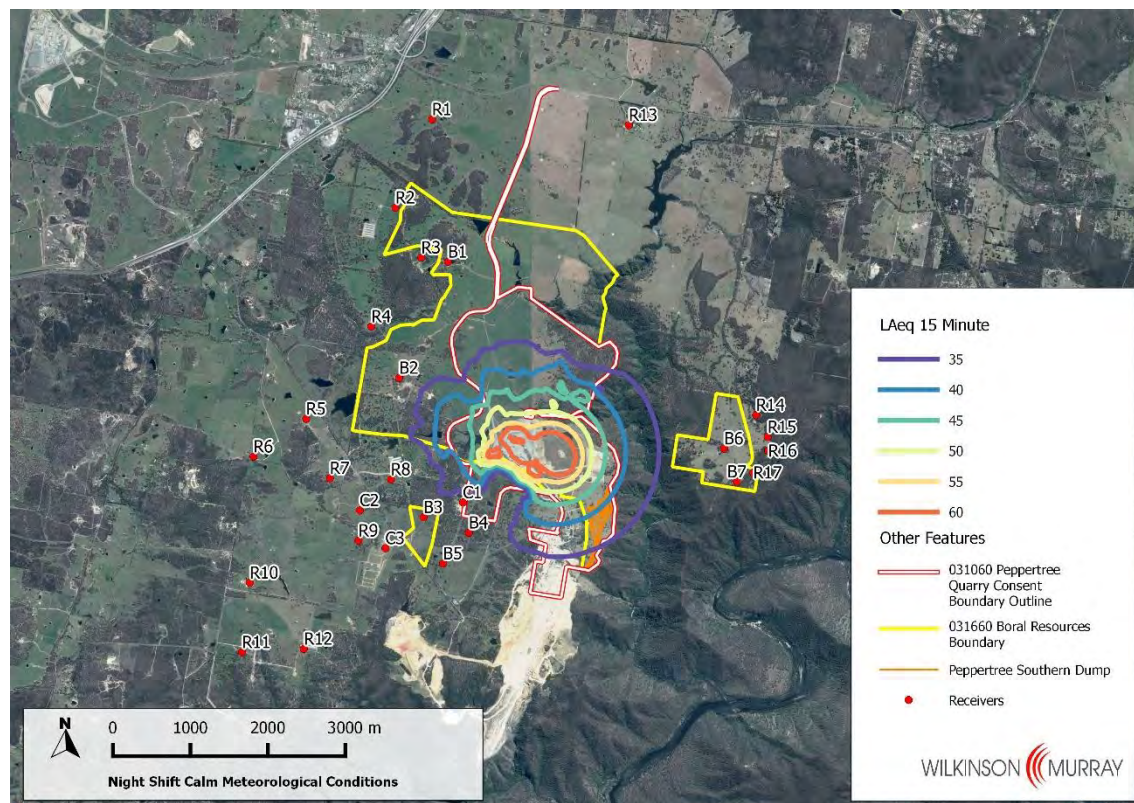 R1
R13
R2
R3
B1
R4
B2
R5
R6
R7
R8
C1
C2
B3
B4
R9
C3
B5
R10
R11
R12
R14
R15
B6
R16
B7
R17
LAeq 15 Minute
35
40
45
50
55
60
Other Features
031060 Peppertree
Quarry Consent
Boundary Outline
031660 Boral Resources
Boundary
Peppertree Southern Dump
Receivers
N
0 1000 2000 3000 m
Night Shift Calm Meteorological Conditions
WILKINSON MURRAY